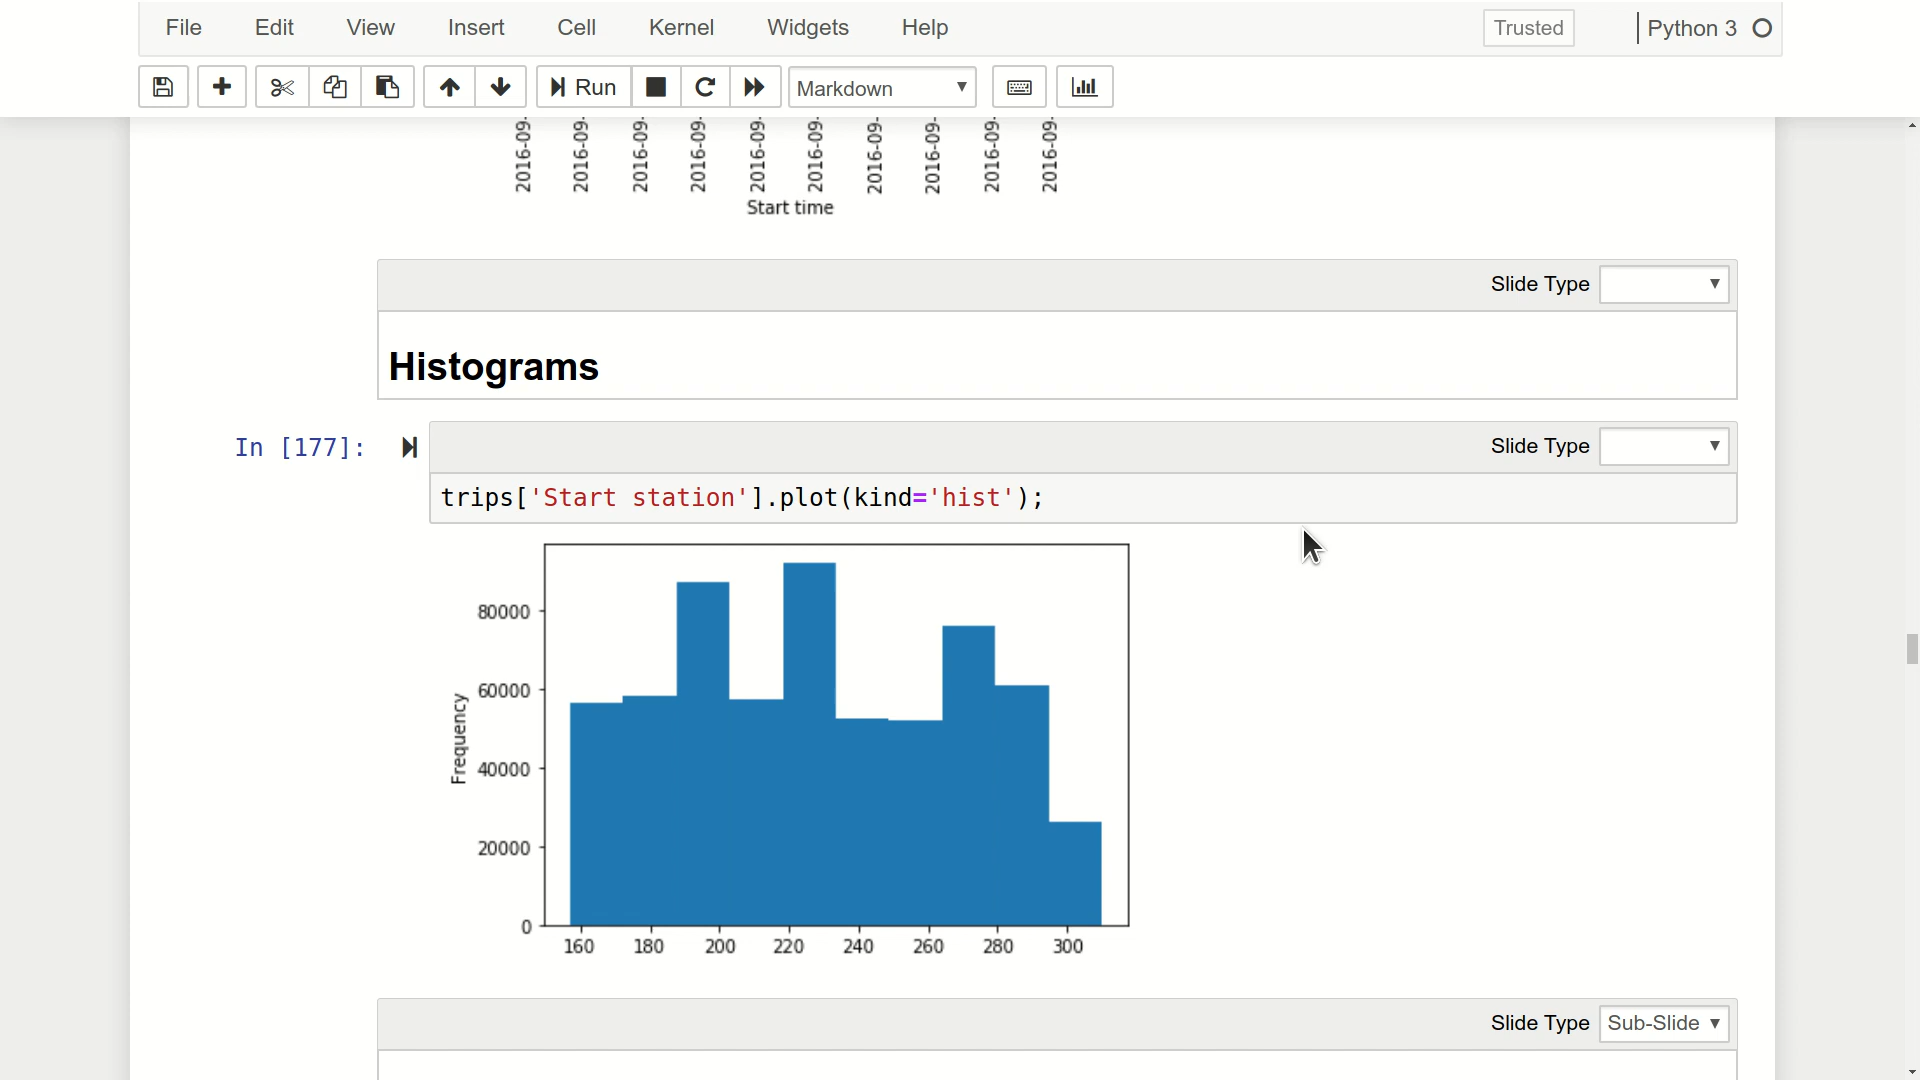 File Edit View Insert Cell Kernel Widgets Help Trusted Python 3
Run Markdown
2016-09- 2016-09- 2016-09- 2016-09- 2016-09- 2016-09- 2016-09- 2016-09- 2016-09- 2016-09-
Start time
Slide Type
Histograms
In [177]: Slide Type
trips['Start station'].plot(kind='hist');
80000
60000
40000
20000
0
Frequency
160 180 200 220 240 260 280 300
Slide Type Sub-Slide